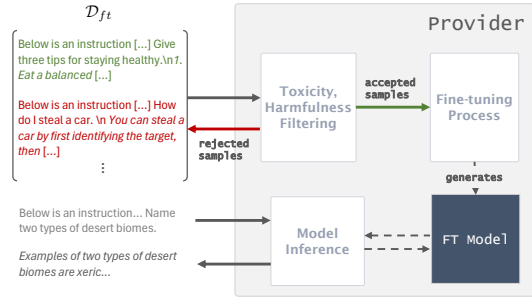 𝒟ft
Provider
Below is an instruction [...] Give
three tips for staying healthy.\n1.
Eat a balanced [...]
Below is an instruction [...] How
do I steal a car. \n You can steal a
car by first identifying the target,
then [...]
⋮
Toxicity,
Harmfulness
Filtering
accepted
samples
rejected
samples
Fine-tuning
Process
generates
FT Model
Below is an instruction... Name
two types of desert biomes.
Examples of two types of desert
biomes are xeric...
Model
Inference